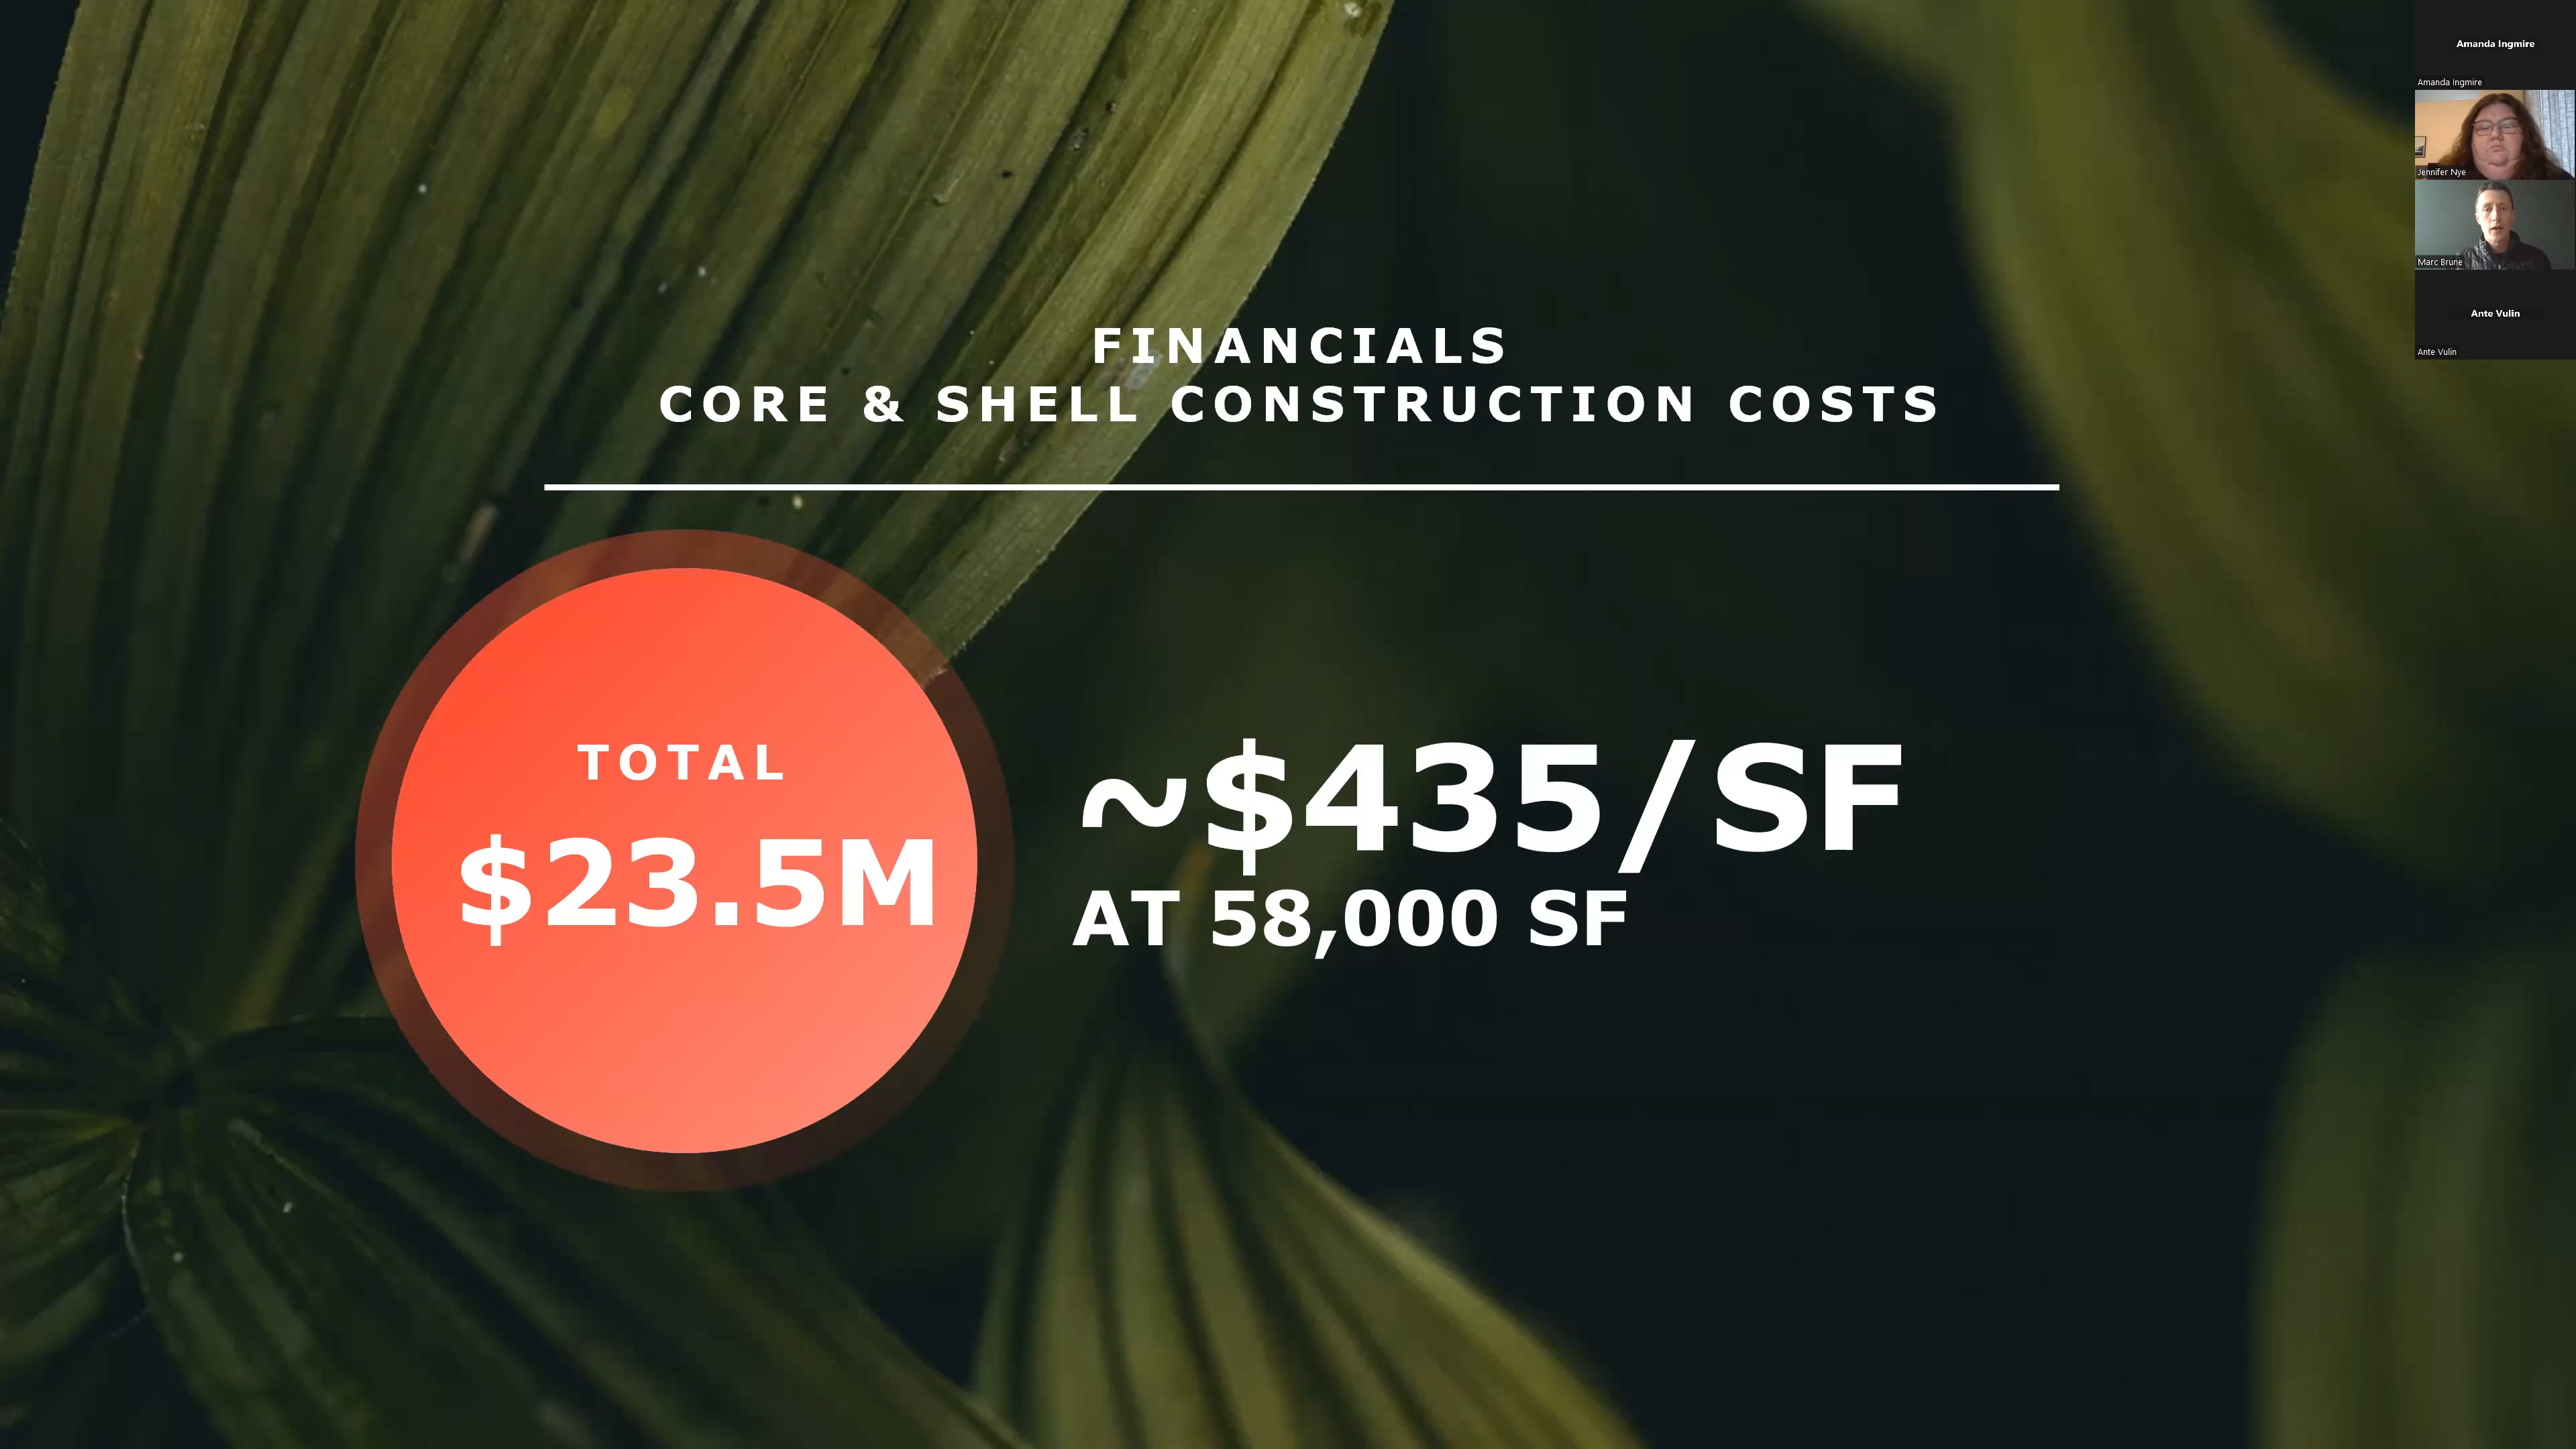 Amanda Ingmire
Amanda Ingmire
Jennifer Nye
Marc Brune
Ante Vulin
Ante Vulin
FINANCIALS
CORE & SHELL CONSTRUCTION COSTS
TOTAL
$23.5M
~$435/SF
AT 58,000 SF